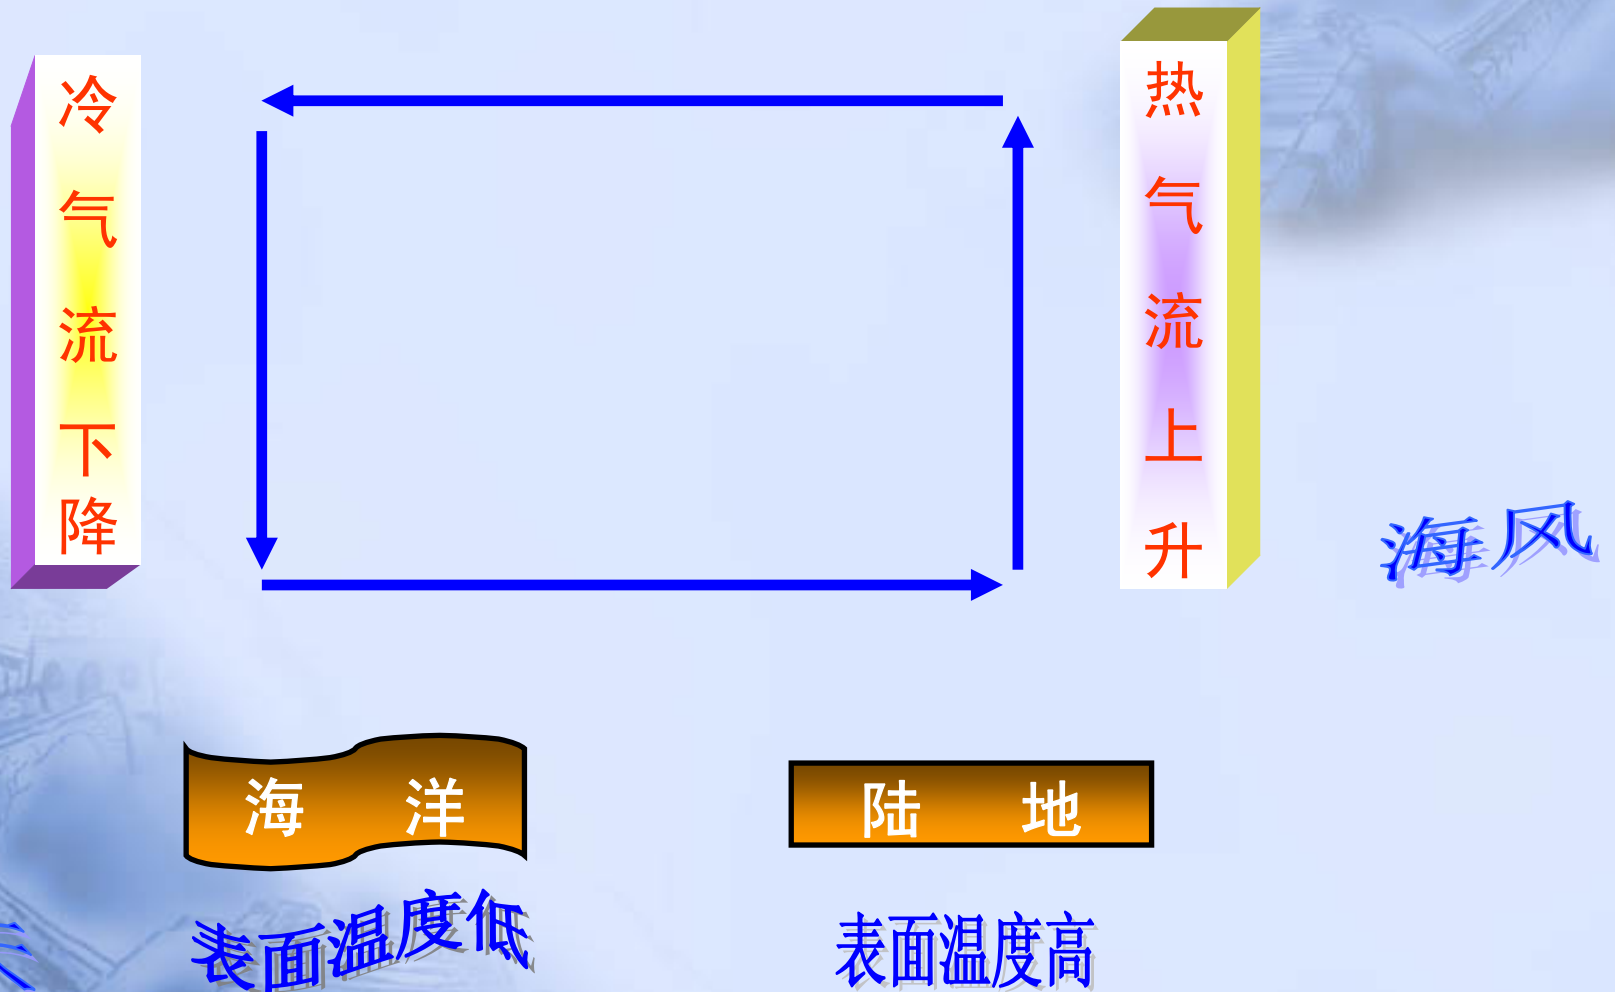 冷气流下降
热气流上升
海风
海 洋
陆 地
表面温度低
表面温度高